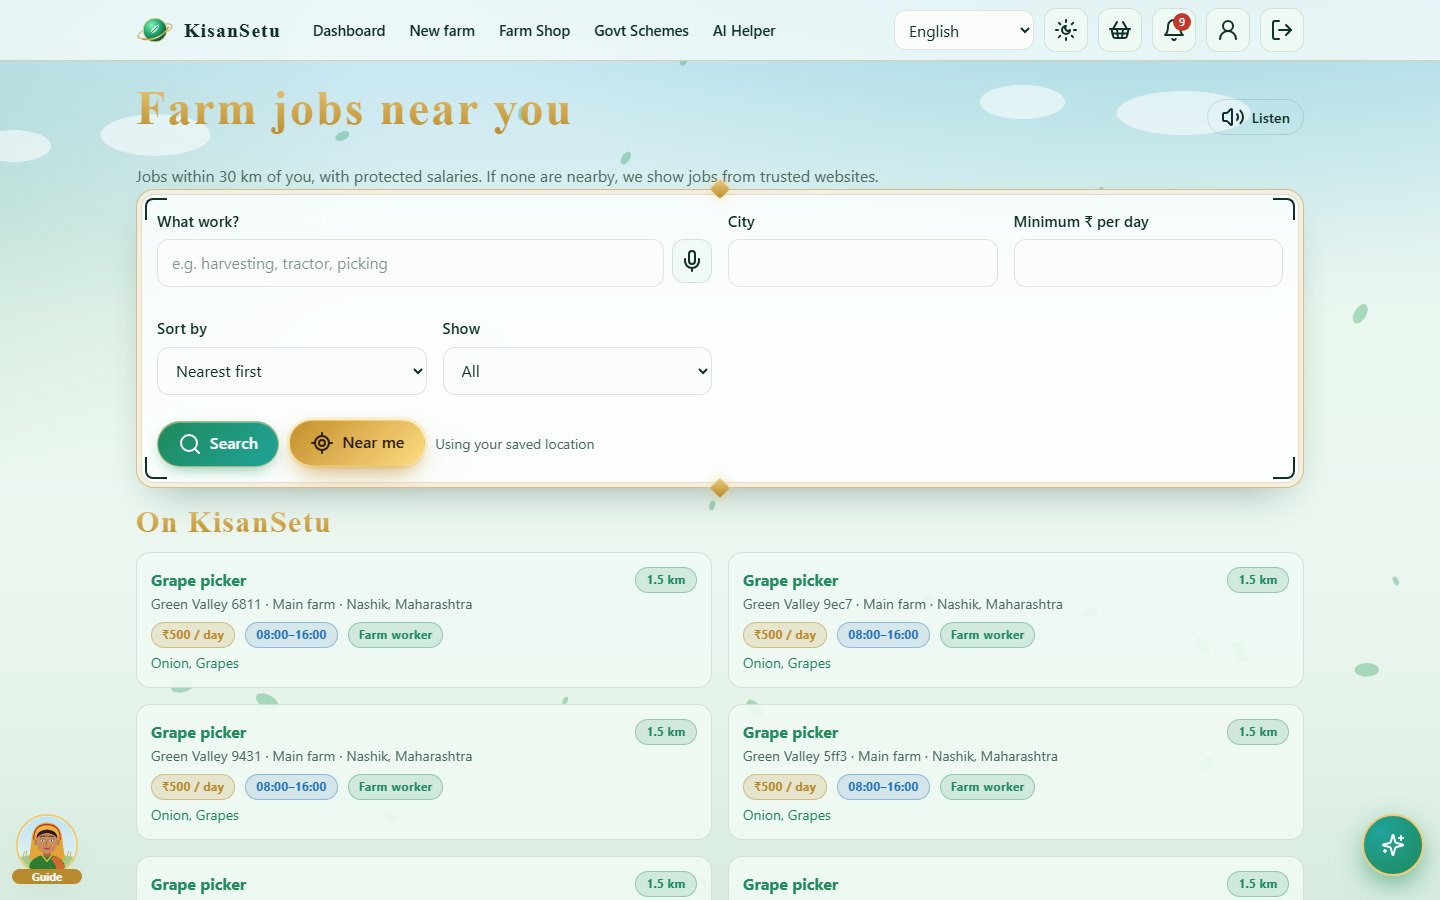 KisanSetu Dashboard New farm Farm Shop Govt Schemes AI Helper English 9
Farm jobs near you
Listen
Jobs within 30 km of you, with protected salaries. If none are nearby, we show jobs from trusted websites.
What work? City Minimum ₹ per day
e.g. harvesting, tractor, picking
Sort by Show
Nearest first All
Search Near me Using your saved location
On KisanSetu
Grape picker 1.5 km
Green Valley 6811 · Main farm · Nashik, Maharashtra
₹500 / day 08:00–16:00 Farm worker
Onion, Grapes
Grape picker 1.5 km
Green Valley 9ec7 · Main farm · Nashik, Maharashtra
₹500 / day 08:00–16:00 Farm worker
Onion, Grapes
Grape picker 1.5 km
Green Valley 9431 · Main farm · Nashik, Maharashtra
₹500 / day 08:00–16:00 Farm worker
Onion, Grapes
Grape picker 1.5 km
Green Valley 5ff3 · Main farm · Nashik, Maharashtra
₹500 / day 08:00–16:00 Farm worker
Onion, Grapes
Grape picker 1.5 km
Grape picker 1.5 km
Guide